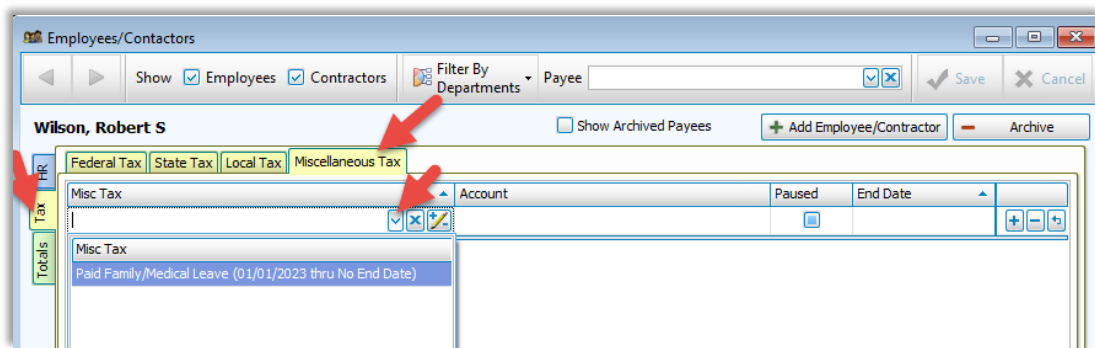 Employees/Contactors
Show Employees Contractors Filter By Departments Payee Save Cancel
Wilson, Robert S Show Archived Payees Add Employee/Contractor Archive
HR
Tax
Totals
Federal Tax State Tax Local Tax Miscellaneous Tax
Misc Tax Account Paused End Date
Misc Tax
Paid Family/Medical Leave (01/01/2023 thru No End Date)